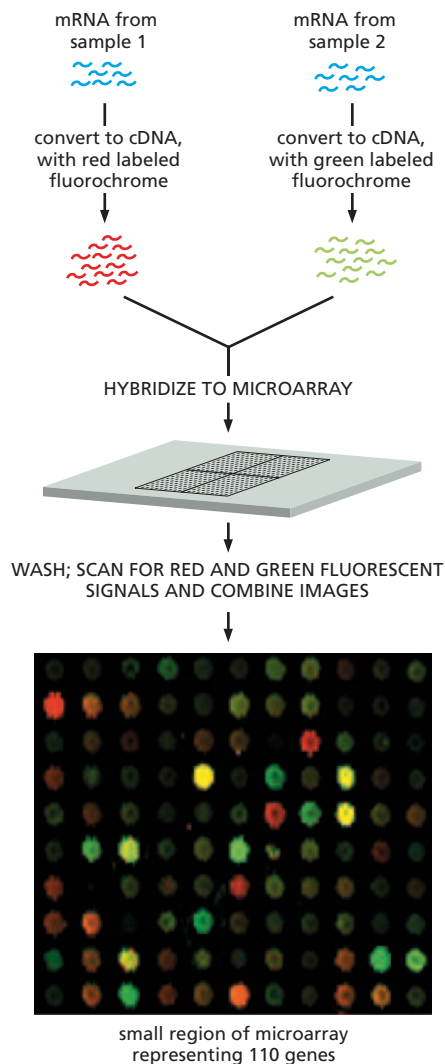 mRNA from
sample 1
mRNA from
sample 2
convert to cDNA,
with red labeled
fluorochrome
convert to cDNA,
with green labeled
fluorochrome
HYBRIDIZE TO MICROARRAY
WASH; SCAN FOR RED AND GREEN FLUORESCENT
SIGNALS AND COMBINE IMAGES
small region of microarray
representing 110 genes